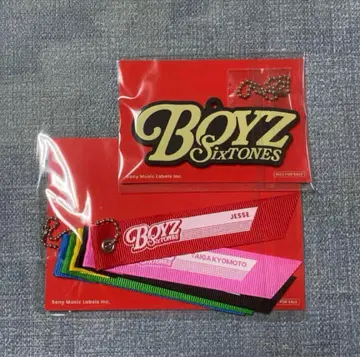 BOYZ
SixTONES
Sony Music Labels Inc.
NOT FOR SALE
BOYZ
SixTONES
JESSE
TAIGA KYOMOTO
Sony Music Labels Inc.
FOR SALE